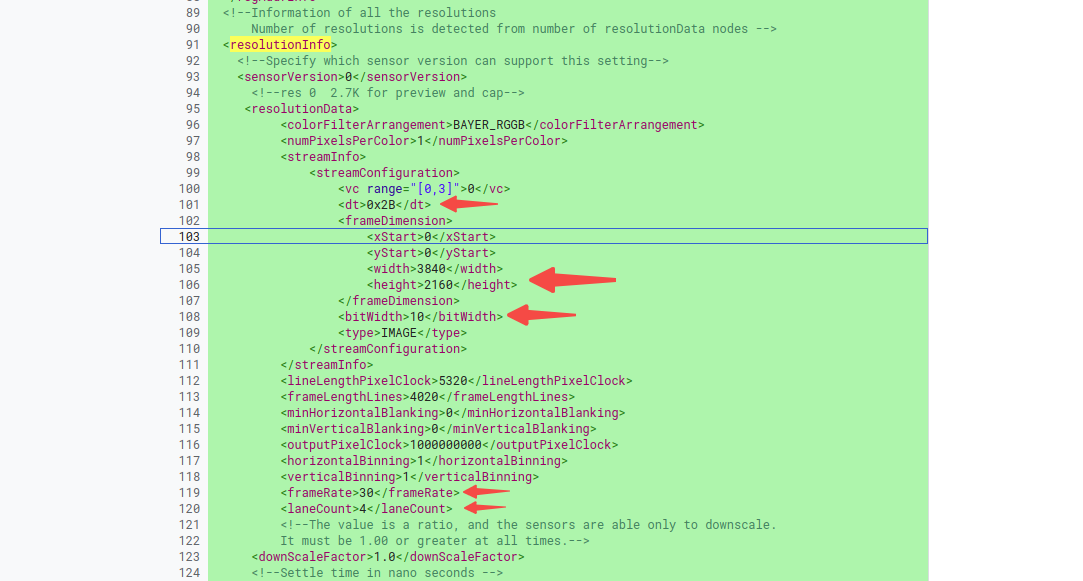 89 <!--Information of all the resolutions
90 Number of resolutions is detected from number of resolutionData nodes -->
91 <resolutionInfo>
92 <!--Specify which sensor version can support this setting-->
93 <sensorVersion>0</sensorVersion>
94 <!--res 0  2.7K for preview and cap-->
95 <resolutionData>
96 <colorFilterArrangement>BAYER_RGGB</colorFilterArrangement>
97 <numPixelsPerColor>1</numPixelsPerColor>
98 <streamInfo>
99 <streamConfiguration>
100 <vc range="[0,3]">0</vc>
101 <dt>0x2B</dt>
102 <frameDimension>
103 <xStart>0</xStart>
104 <yStart>0</yStart>
105 <width>3840</width>
106 <height>2160</height>
107 </frameDimension>
108 <bitWidth>10</bitWidth>
109 <type>IMAGE</type>
110 </streamConfiguration>
111 </streamInfo>
112 <lineLengthPixelClock>5320</lineLengthPixelClock>
113 <frameLengthLines>4020</frameLengthLines>
114 <minHorizontalBlanking>0</minHorizontalBlanking>
115 <minVerticalBlanking>0</minVerticalBlanking>
116 <outputPixelClock>1000000000</outputPixelClock>
117 <horizontalBinning>1</horizontalBinning>
118 <verticalBinning>1</verticalBinning>
119 <frameRate>30</frameRate>
120 <laneCount>4</laneCount>
121 <!--The value is a ratio, and the sensors are able only to downscale.
122 It must be 1.00 or greater at all times.-->
123 <downScaleFactor>1.0</downScaleFactor>
124 <!--Settle time in nano seconds -->